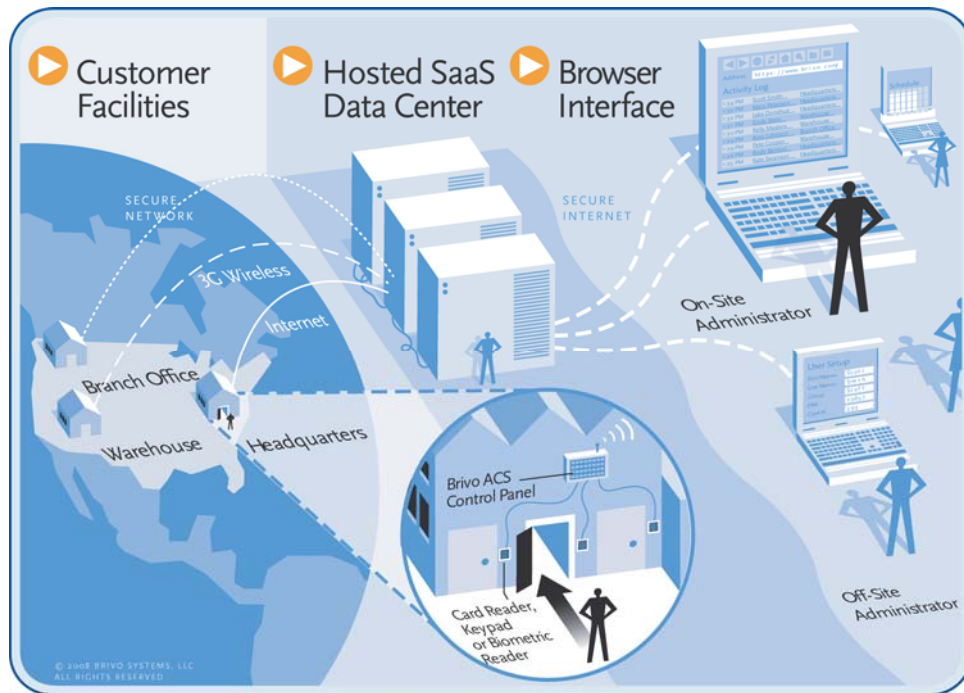 Customer
Facilities
Hosted SaaS
Data Center
Browser
Interface
SECURE
NETWORK
3G Wireless
Internet
Branch Office
Warehouse
Headquarters
SECURE
INTERNET
Activity Log
Schedule
On-Site
Administrator
User Setup
Off-Site
Administrator
Brivo ACS
Control Panel
Card Reader,
Keypad
or Biometric
Reader
© 2008 BRIVO SYSTEMS, LLC
ALL RIGHTS RESERVED